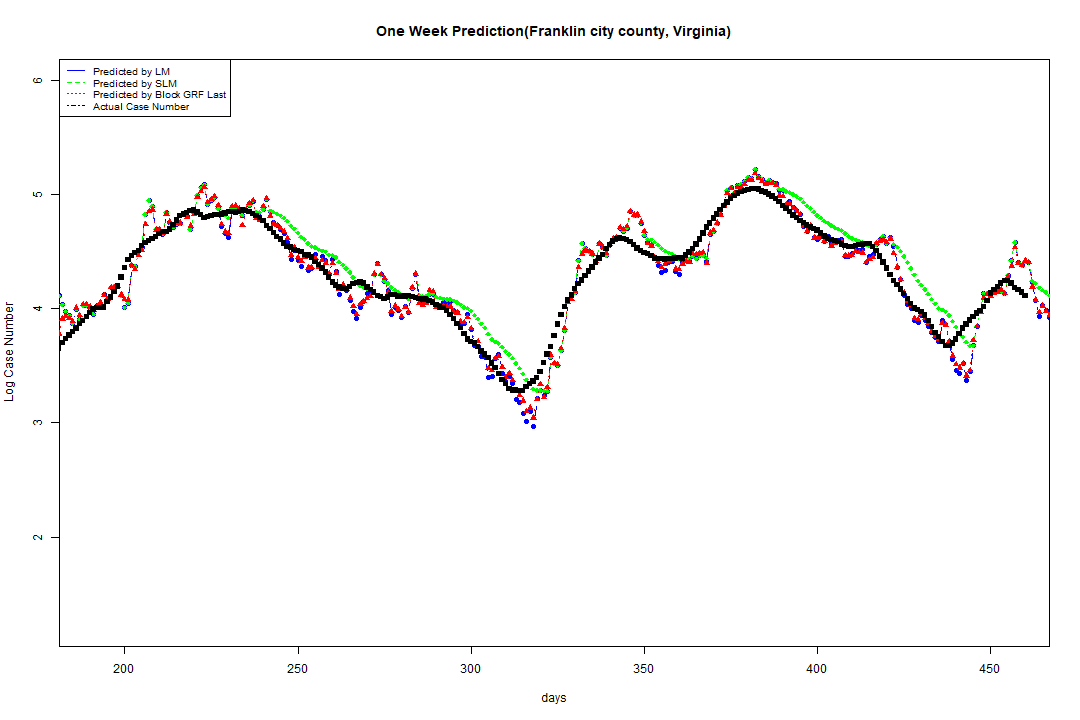 One Week Prediction(Franklin city county, Virginia)
Predicted by LM
Predicted by SLM
Predicted by Block GRF Last
Actual Case Number
Log Case Number
6
5
4
3
2
200 250 300 350 400 450
days